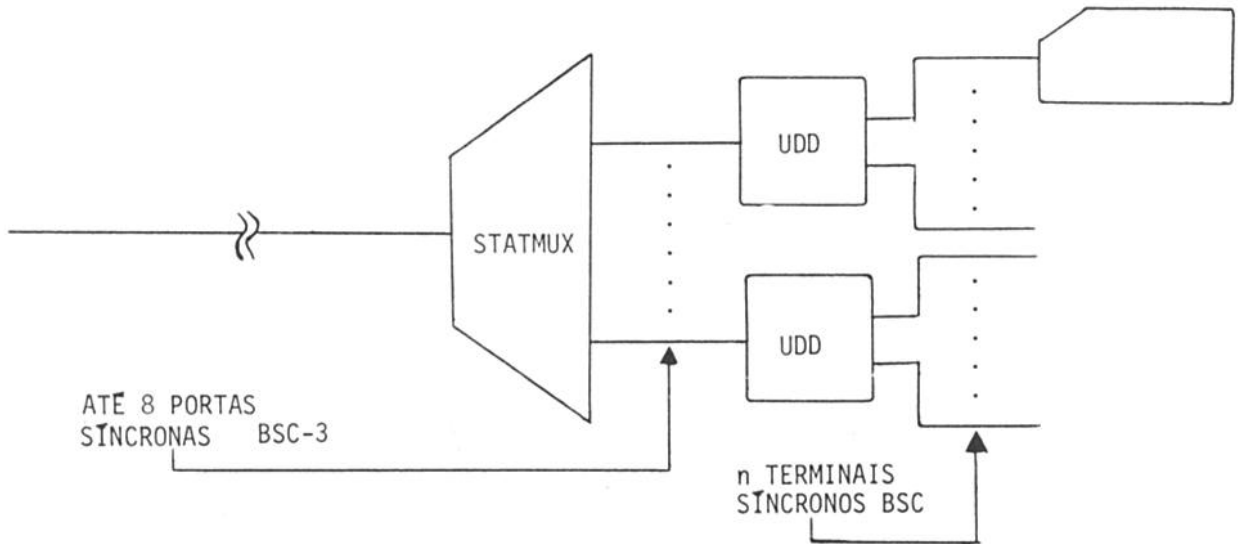 UDD
STATMUX
UDD
ATÉ 8 PORTAS
SÍNCRONAS BSC-3
n TERMINAIS
SÍNCRONOS BSC